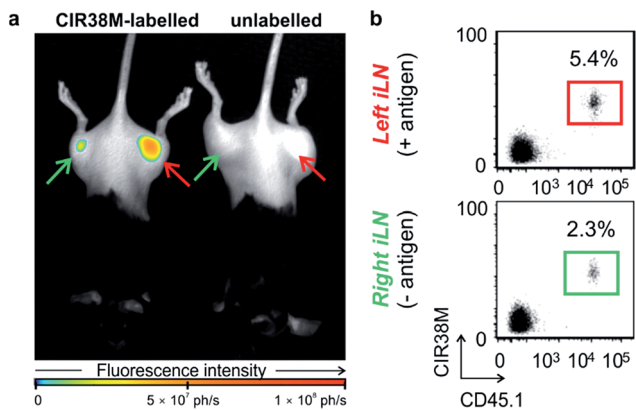 a
CIR38M-labelled unlabelled
Fluorescence intensity
0 5 × 10⁷ ph/s 1 × 10⁸ ph/s
b
Left iLN
(+ antigen)
100
5.4%
0
0 10³ 10⁴ 10⁵
Right iLN
(- antigen)
100
2.3%
0
0 10³ 10⁴ 10⁵
CIR38M
CD45.1